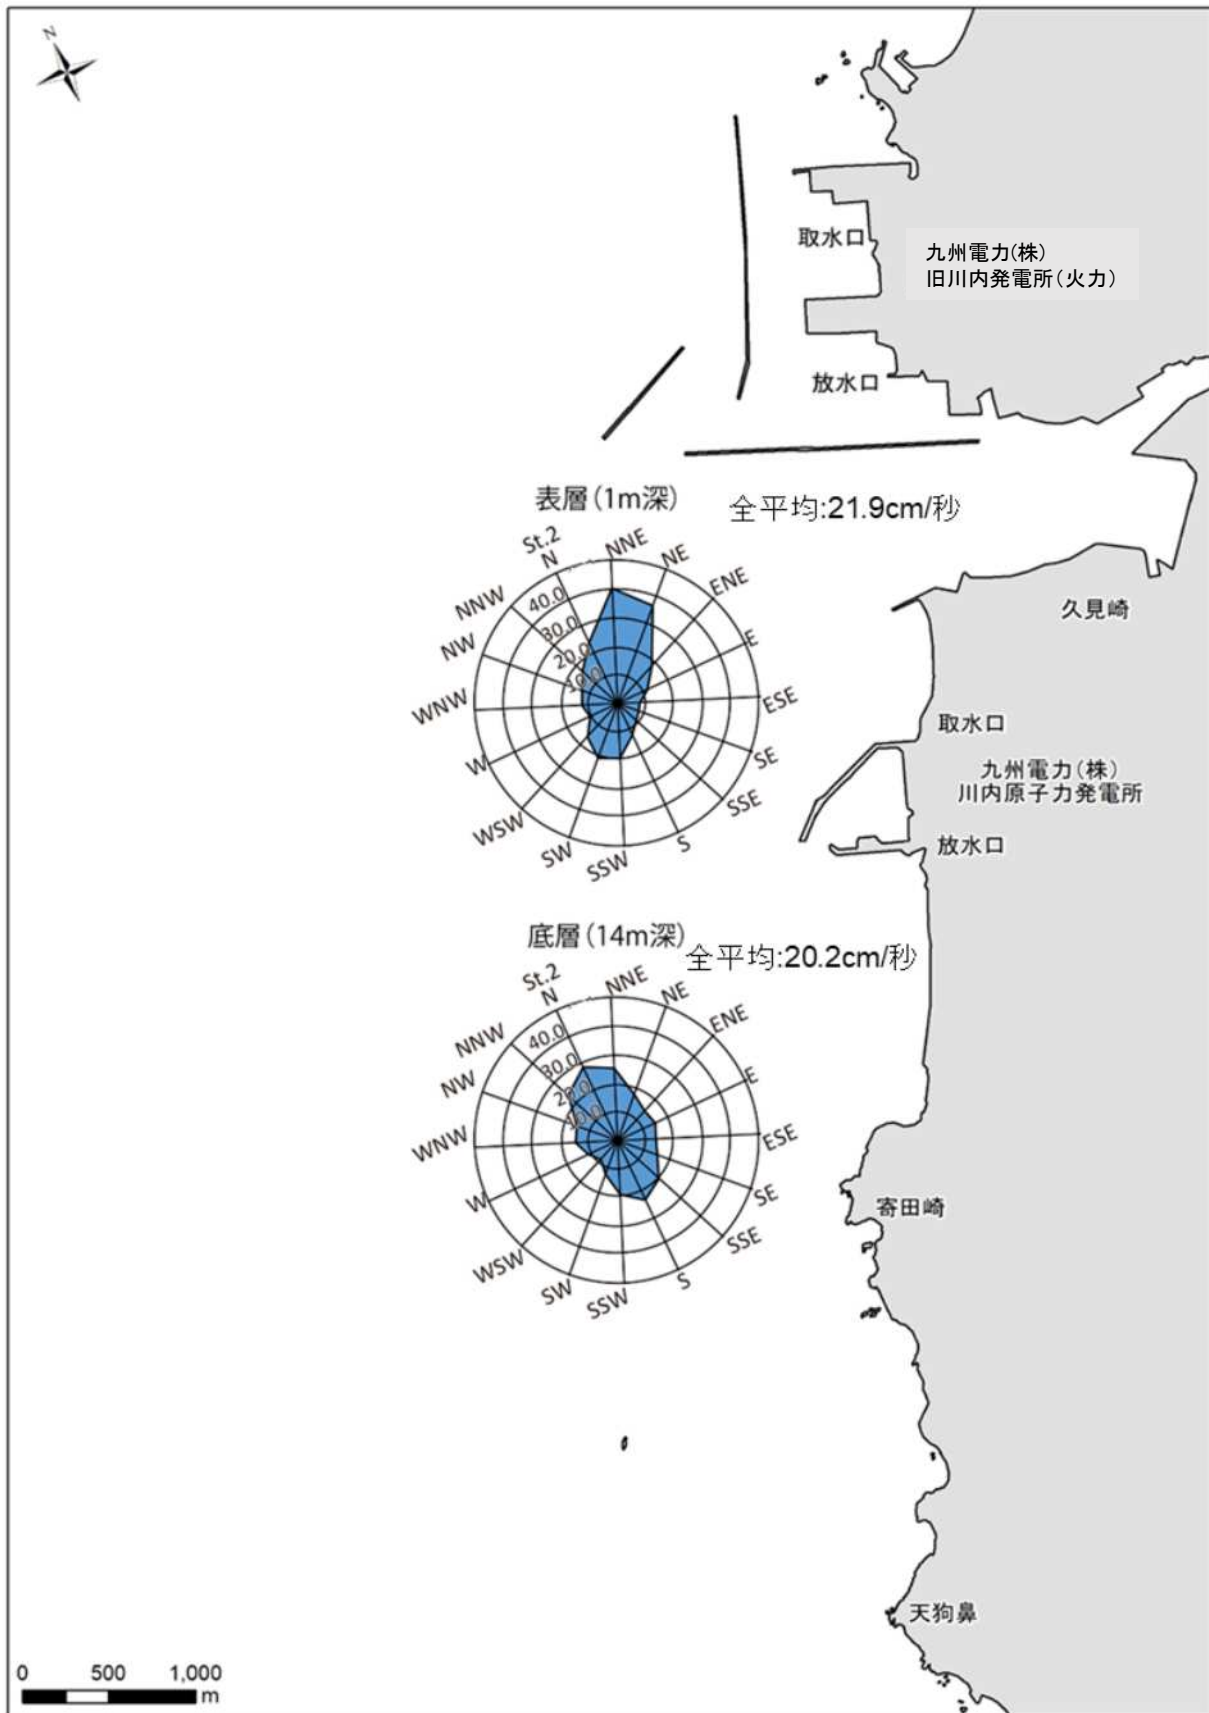 N
取水口
九州電力(株)
旧川内発電所(火力)
放水口
表層(1m深)
全平均:21.9cm/秒
St.2
N
NNE
NE
ENE
E
ESE
SE
SSE
S
SSW
SW
WSW
W
WNW
NW
NNW
40.0
30.0
20.0
10.0
久見崎
取水口
九州電力(株)
川内原子力発電所
放水口
底層(14m深)
全平均:20.2cm/秒
St.2
N
NNE
NE
ENE
E
ESE
SE
SSE
S
SSW
SW
WSW
W
WNW
NW
NNW
40.0
30.0
20.0
10.0
寄田崎
天狗鼻
0 500 1,000
m